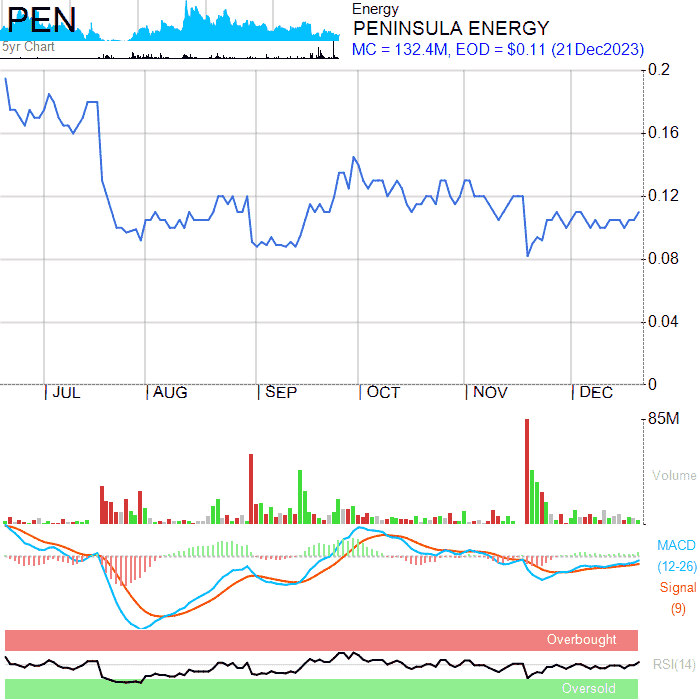 PEN
5yr Chart
Energy
PENINSULA ENERGY
MC = 132.4M, EOD = $0.11 (21Dec2023)
0.2
0.16
0.12
0.08
0.04
0
JUL AUG SEP OCT NOV DEC
85M
Volume
MACD
(12-26)
Signal
(9)
Overbought
RSI(14)
Oversold